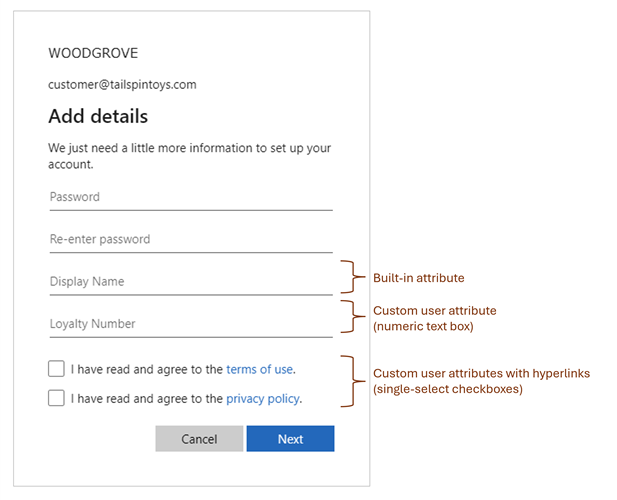 WOODGROVE
customer@tailspintoys.com
Add details
We just need a little more information to set up your
account.
Password
Re-enter password
Display Name
Built-in attribute
Loyalty Number
Custom user attribute
(numeric text box)
I have read and agree to the terms of use.
I have read and agree to the privacy policy.
Custom user attributes with hyperlinks
(single-select checkboxes)
Cancel
Next